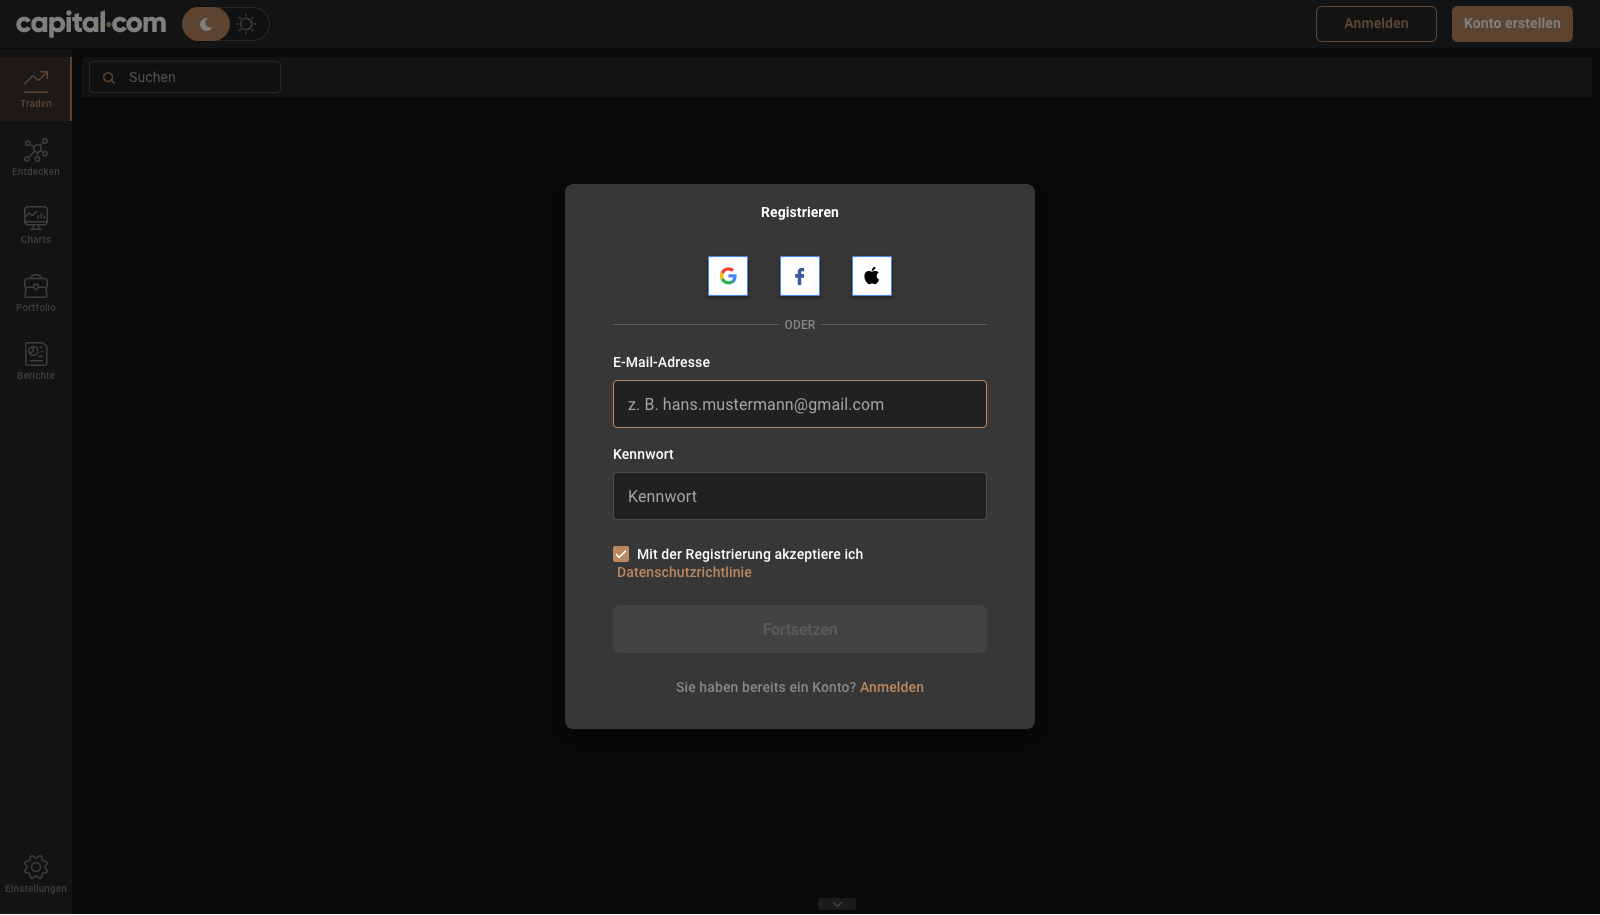 capital.com
Anmelden
Konto erstellen
Suchen
Traden
Entdecken
Charts
Portfolio
Berichte
Einstellungen
Registrieren
ODER
E-Mail-Adresse
z. B. hans.mustermann@gmail.com
Kennwort
Kennwort
Mit der Registrierung akzeptiere ich
Datenschutzrichtlinie
Fortsetzen
Sie haben bereits ein Konto? Anmelden